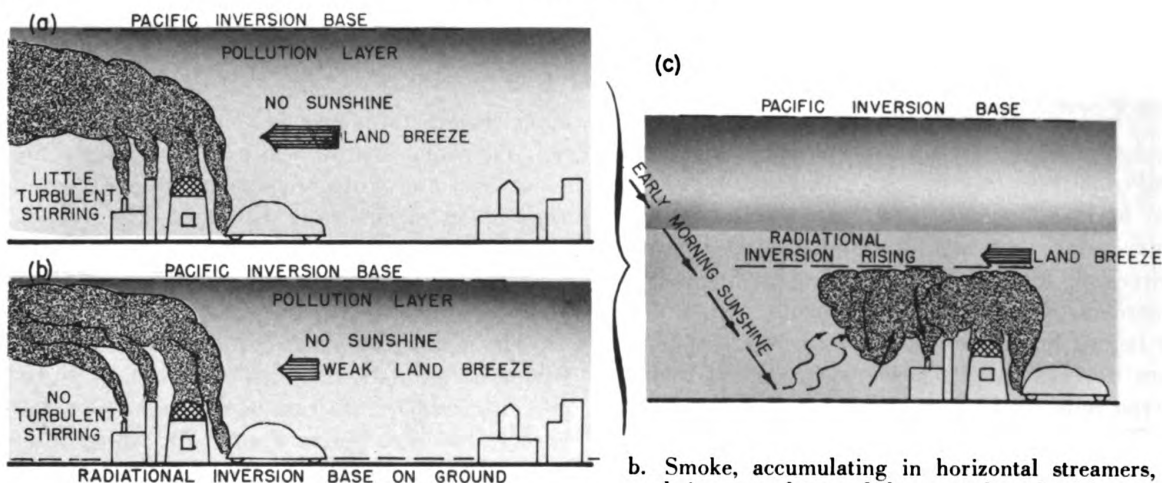 (a)
PACIFIC INVERSION BASE
POLLUTION LAYER
NO SUNSHINE
LAND BREEZE
LITTLE
TURBULENT
STIRRING
(b)
PACIFIC INVERSION BASE
POLLUTION LAYER
NO SUNSHINE
WEAK LAND BREEZE
NO
TURBULENT
STIRRING
RADIATIONAL INVERSION BASE ON GROUND
(c)
PACIFIC INVERSION BASE
EARLY MORNING SUNSHINE
RADIATIONAL
INVERSION RISING
LAND BREEZE
b. Smoke, accumulating in horizontal streamers,